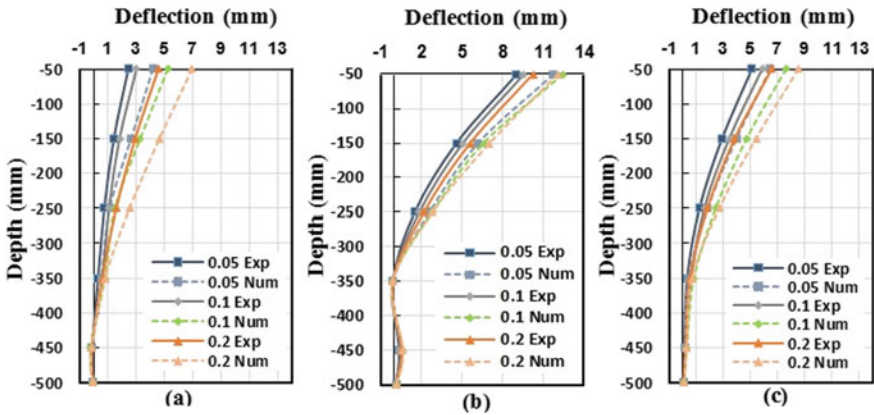 Deflection (mm)
-1 1 3 5 7 9 11 13
-50
-100
-150
-200
-250
-300
-350
-400
-450
-500
Depth (mm)
0.05 Exp
0.05 Num
0.1 Exp
0.1 Num
0.2 Exp
0.2 Num
(a)
Deflection (mm)
-1 2 5 8 11 14
-50
-100
-150
-200
-250
-300
-350
-400
-450
-500
Depth (mm)
0.05 Exp
0.05 Num
0.1 Exp
0.1 Num
0.2 Exp
0.2 Num
(b)
Deflection (mm)
-1 1 3 5 7 9 11 13
-50
-100
-150
-200
-250
-300
-350
-400
-450
-500
Depth (mm)
0.05 Exp
0.05 Num
0.1 Exp
0.1 Num
0.2 Exp
0.2 Num
(c)